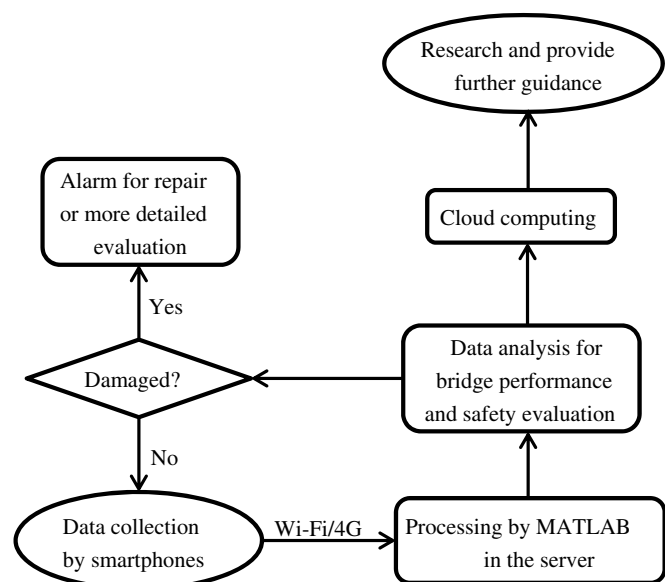 Research and provide
further guidance
Alarm for repair
or more detailed
evaluation
Cloud computing
Yes
Data analysis for
bridge performance
and safety evaluation
Damaged?
No
Data collection
by smartphones
Wi-Fi/4G
Processing by MATLAB
in the server